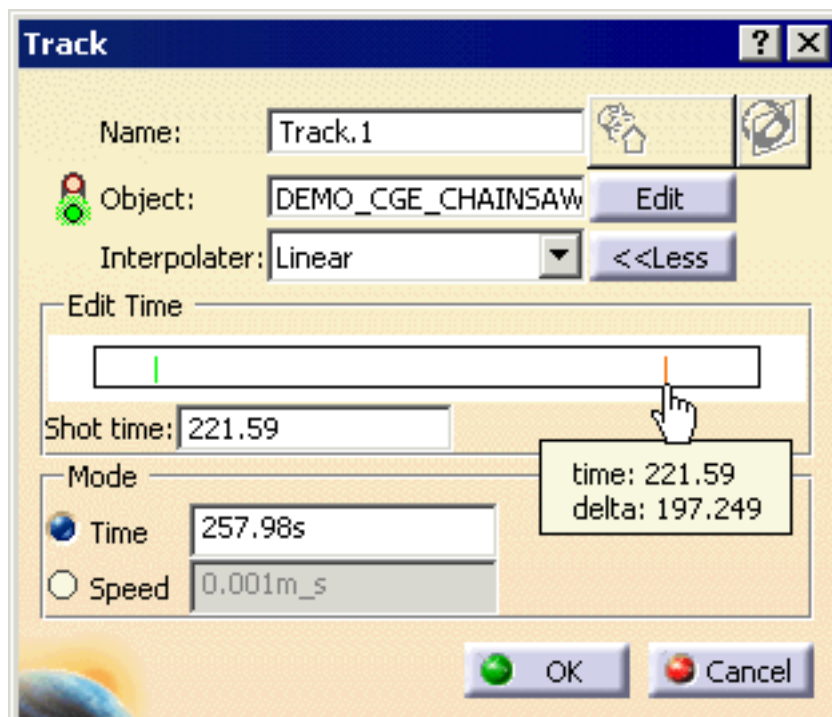 Track
Name: Track.1
Object: DEMO_CGE_CHAINSAW Edit
Interpolater: Linear <<Less
Edit Time
Shot time: 221.59
time: 221.59
delta: 197.249
Mode
Time 257.98s
Speed 0.001m_s
OK Cancel